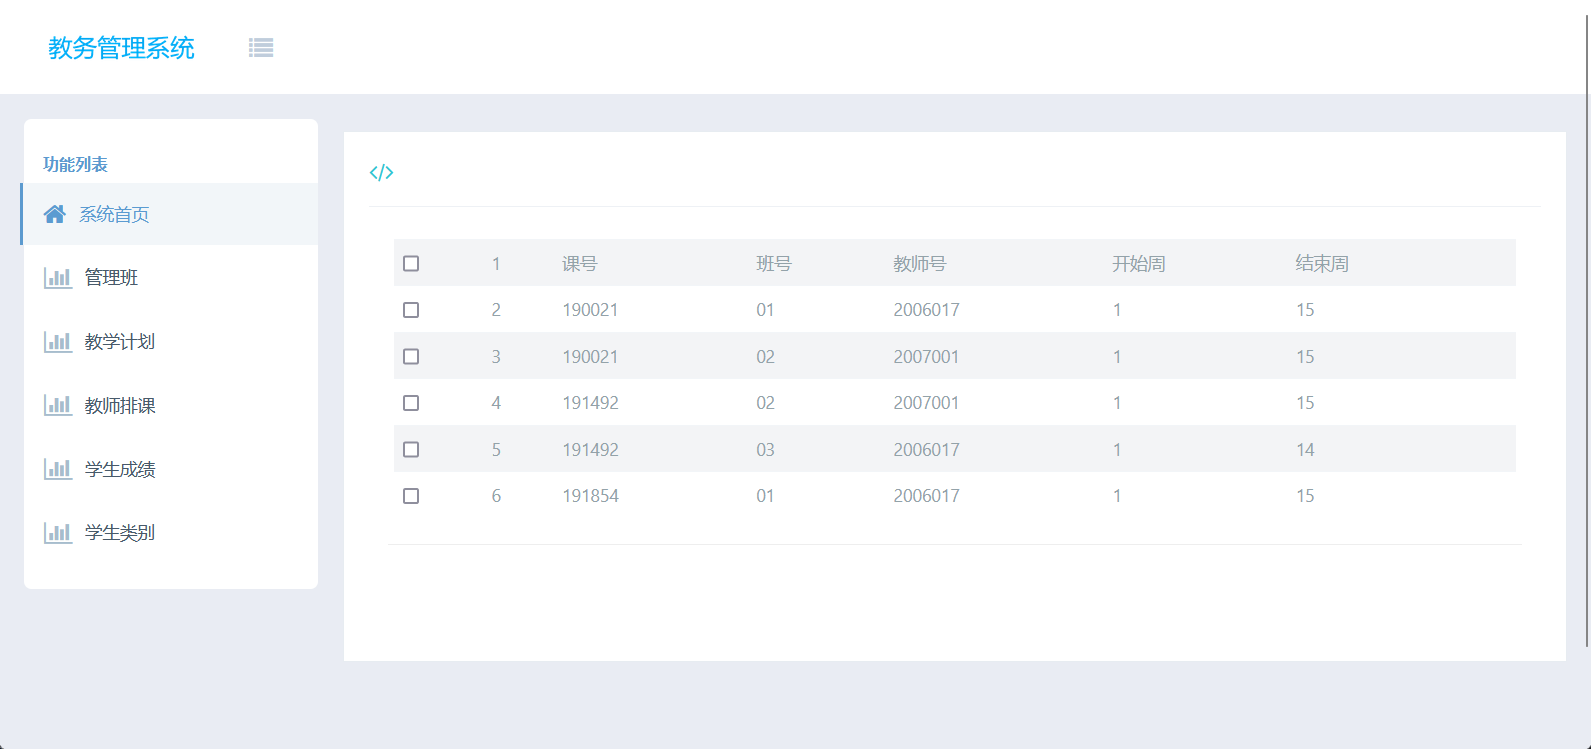 教务管理系统
功能列表
系统首页
管理班
教学计划
教师排课
学生成绩
学生类别
</>
1 课号 班号 教师号 开始周 结束周
2 190021 01 2006017 1 15
3 190021 02 2007001 1 15
4 191492 02 2007001 1 15
5 191492 03 2006017 1 14
6 191854 01 2006017 1 15